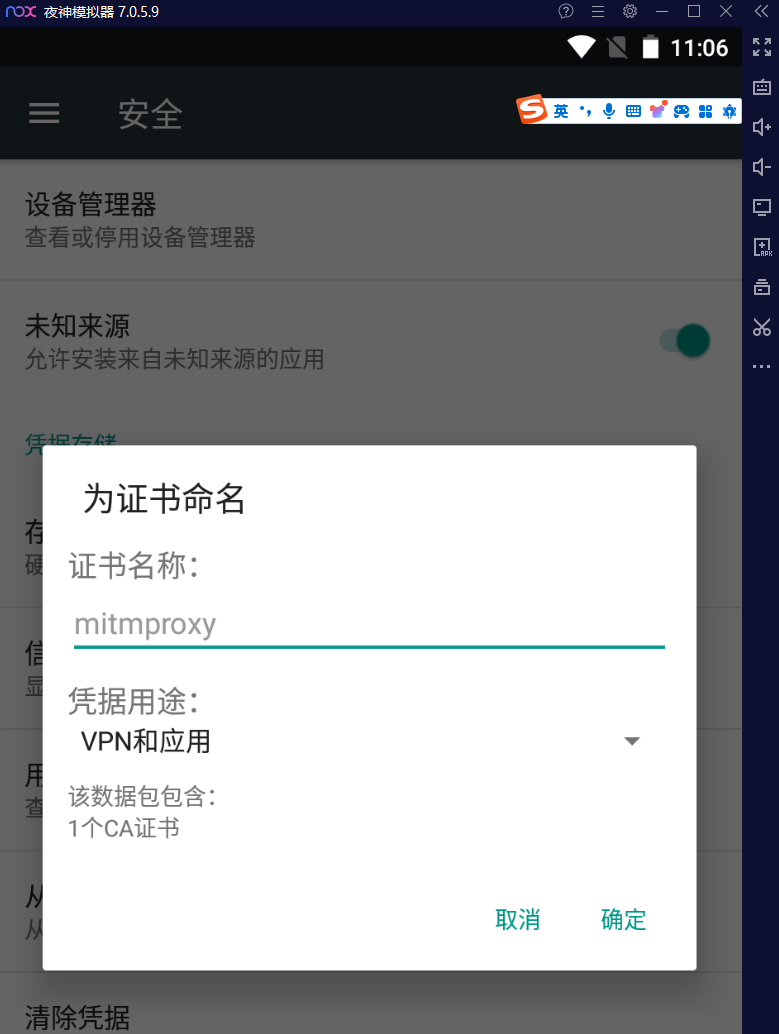 nox 夜神模拟器 7.0.5.9
11:06
安全
英
设备管理器
查看或停用设备管理器
未知来源
允许安装来自未知来源的应用
凭据存储
为证书命名
存
证书名称：
硬
mitmproxy
信
显
凭据用途：
VPN和应用
用
该数据包包含：
查
1个CA证书
从
从
取消
确定
清除凭据
APK